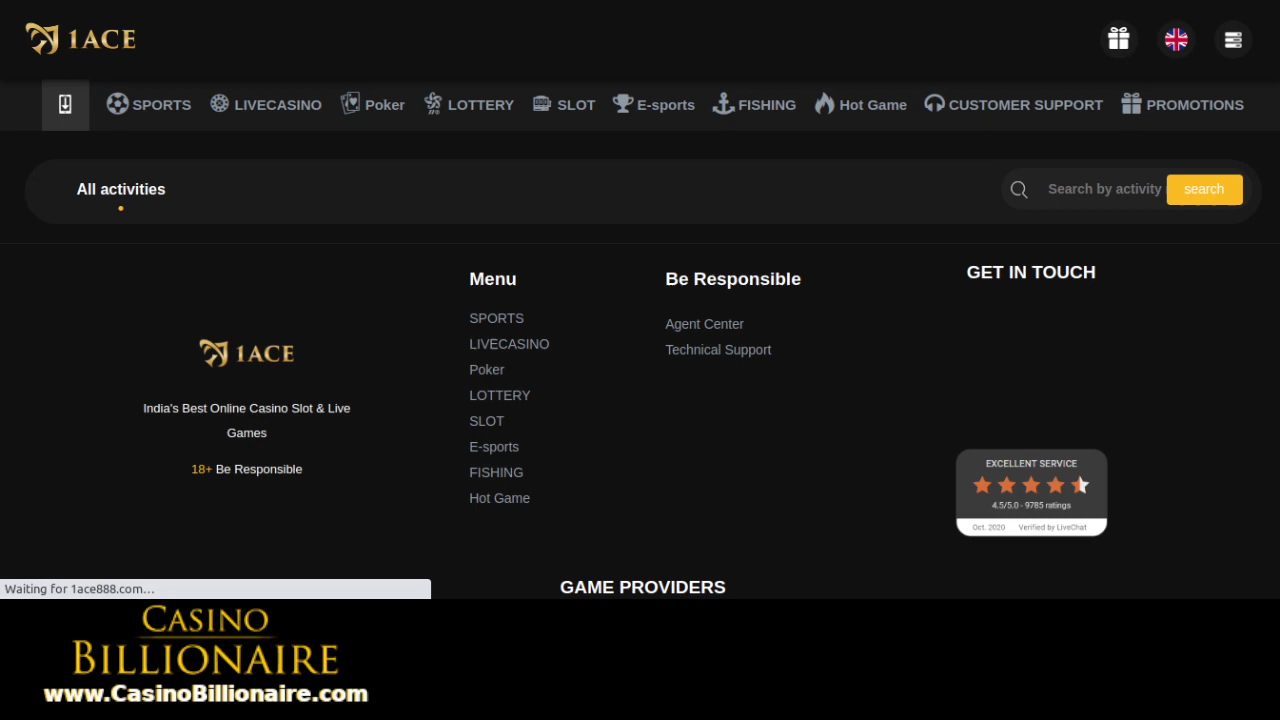 1ACE
SPORTS LIVECASINO Poker LOTTERY SLOT E-sports FISHING Hot Game CUSTOMER SUPPORT PROMOTIONS
All activities
Search by activity
search
Menu
SPORTS
LIVECASINO
Poker
LOTTERY
SLOT
E-sports
FISHING
Hot Game
Be Responsible
Agent Center
Technical Support
GET IN TOUCH
1ACE
India's Best Online Casino Slot & Live
Games
18+ Be Responsible
EXCELLENT SERVICE
4.5/5.0 - 9785 ratings
Oct. 2020 Verified by LiveChat
GAME PROVIDERS
Waiting for 1ace888.com...
CASINO
BILLIONAIRE
www.CasinoBillionaire.com